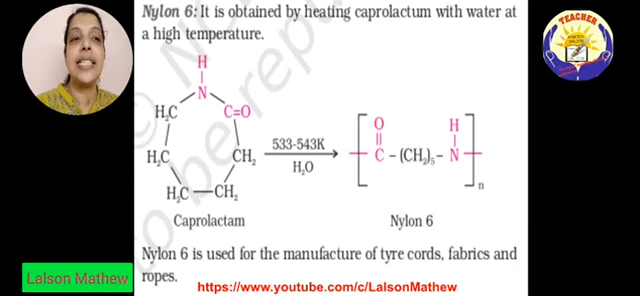 Nylon 6: It is obtained by heating caprolactum with water at
a high temperature.
H
N
H₂C C=O
H₂C CH₂
H₂C — CH₂
533-543K
H₂O
O H
C – (CH₂)₅ – N
n
Caprolactam Nylon 6
Nylon 6 is used for the manufacture of tyre cords, fabrics and
ropes.
Lalson Mathew
https://www.youtube.com/c/LalsonMathew
TEACHER